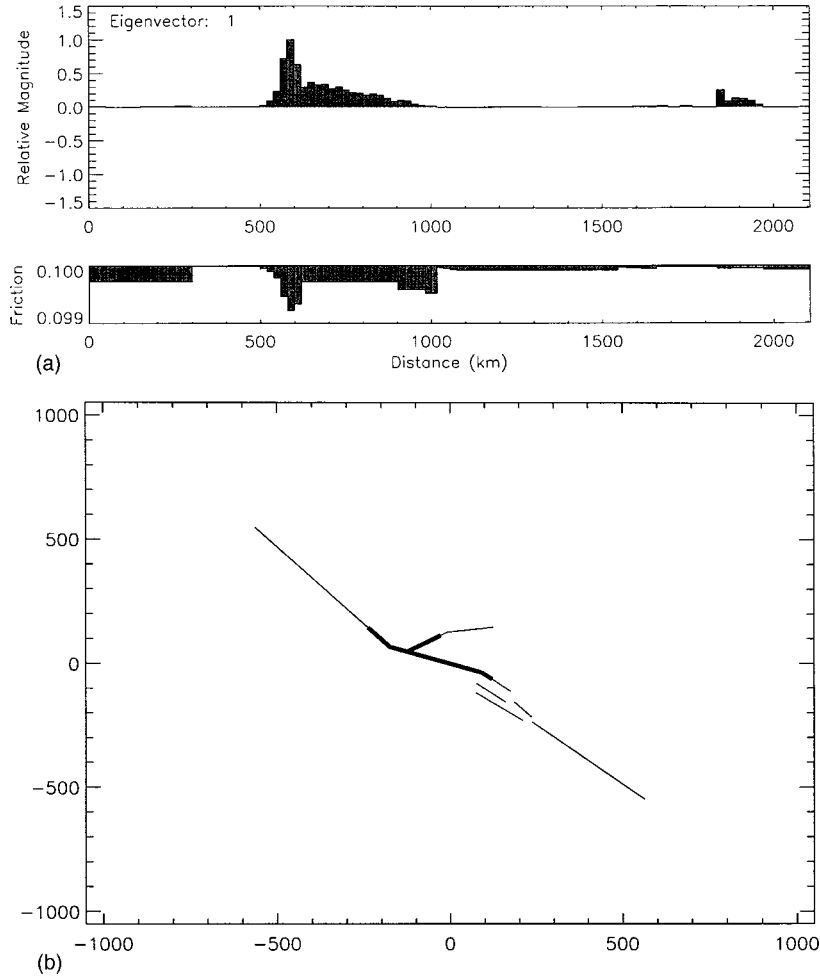 Eigenvector: 1
Relative Magnitude
1.5
1.0
0.5
0.0
−0.5
−1.0
−1.5
0 500 1000 1500 2000
Friction
0.100
0.099
0 500 1000 1500 2000
Distance (km)
(a)
1000
500
0
−500
−1000
−1000 −500 0 500 1000
(b)